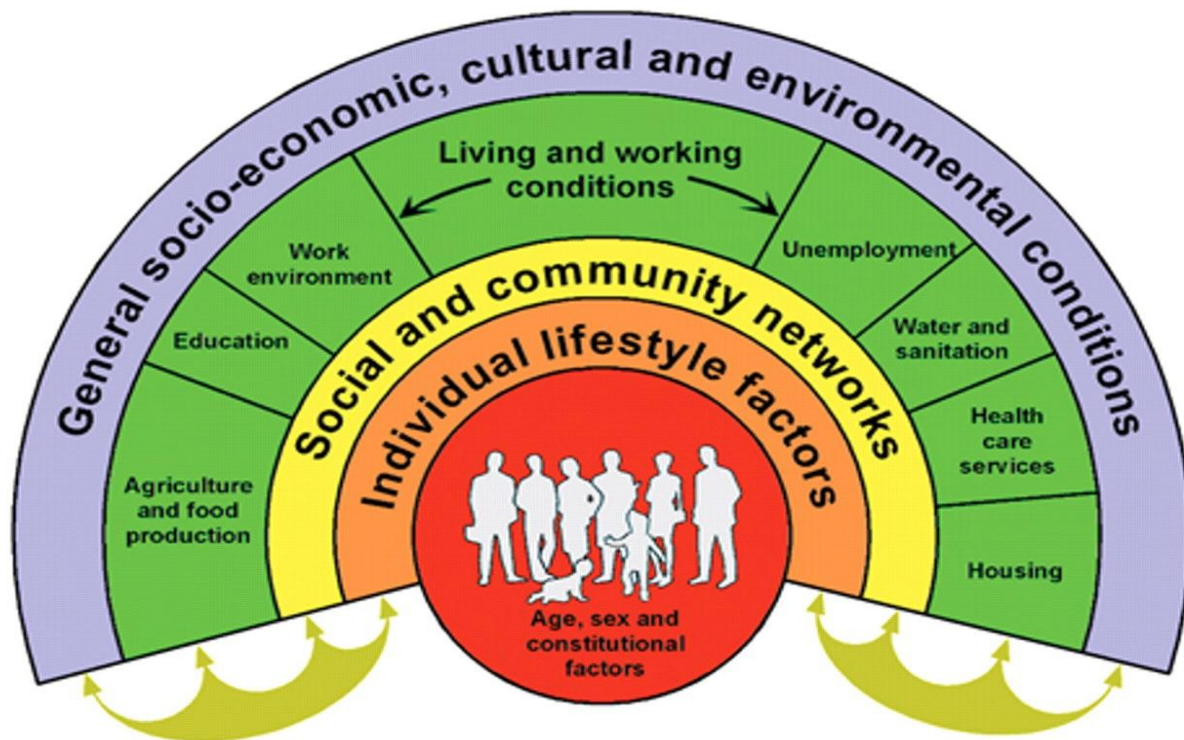 General socio-economic, cultural and environmental conditions
Living and working
conditions
Work
environment
Unemployment
Education
Water and
sanitation
Social and community networks
Health
care
services
Individual lifestyle factors
Agriculture
and food
production
Housing
Age, sex and
constitutional
factors